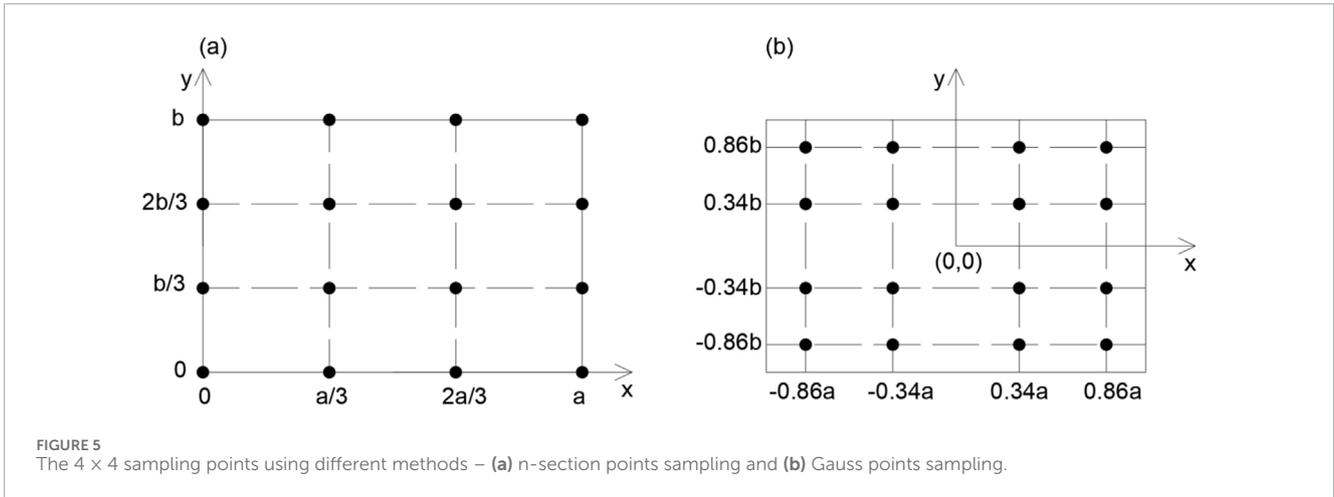 (a)
y
b
2b/3
b/3
0
0 a/3 2a/3 a x
(b)
y
0.86b
0.34b
(0,0) x
-0.34b
-0.86b
-0.86a -0.34a 0.34a 0.86a
FIGURE 5
The 4 × 4 sampling points using different methods – (a) n-section points sampling and (b) Gauss points sampling.